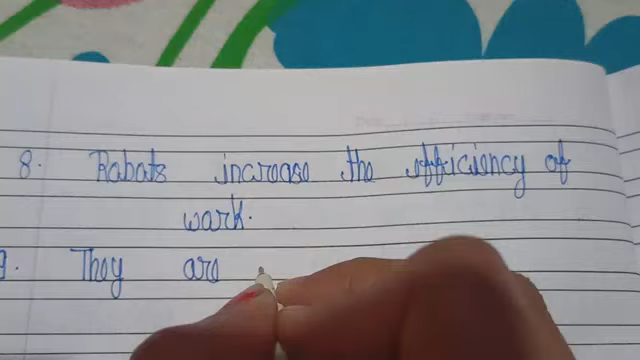 8. Robots increase the efficiency of
work.
9. They are